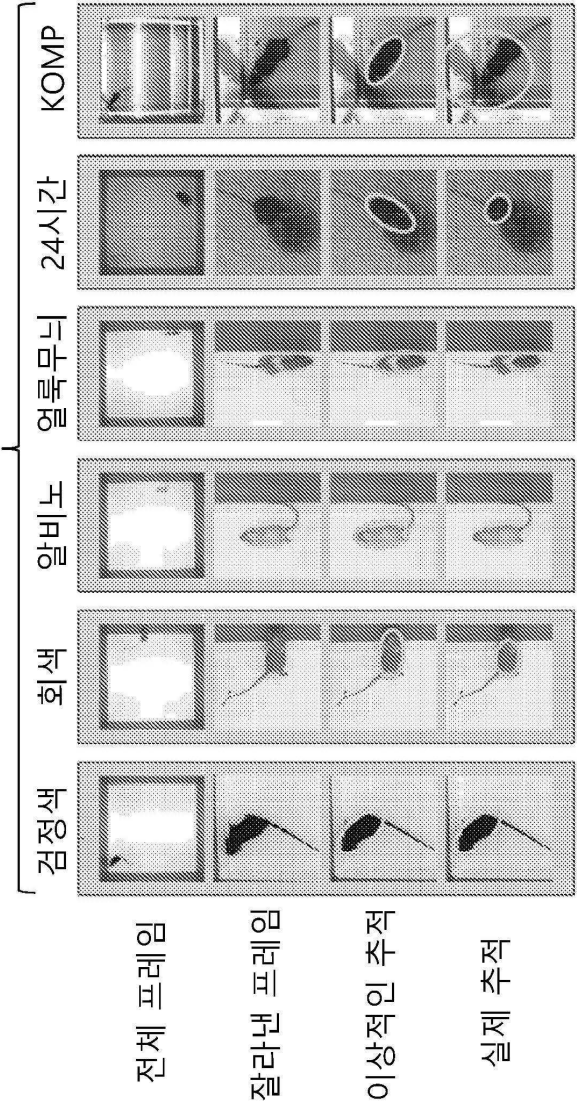 검정색
회색
알비노
얼룩무늬
24시간
KOMP
전체 프레임
잘라낸 프레임
이상적인 추적
실제 추적